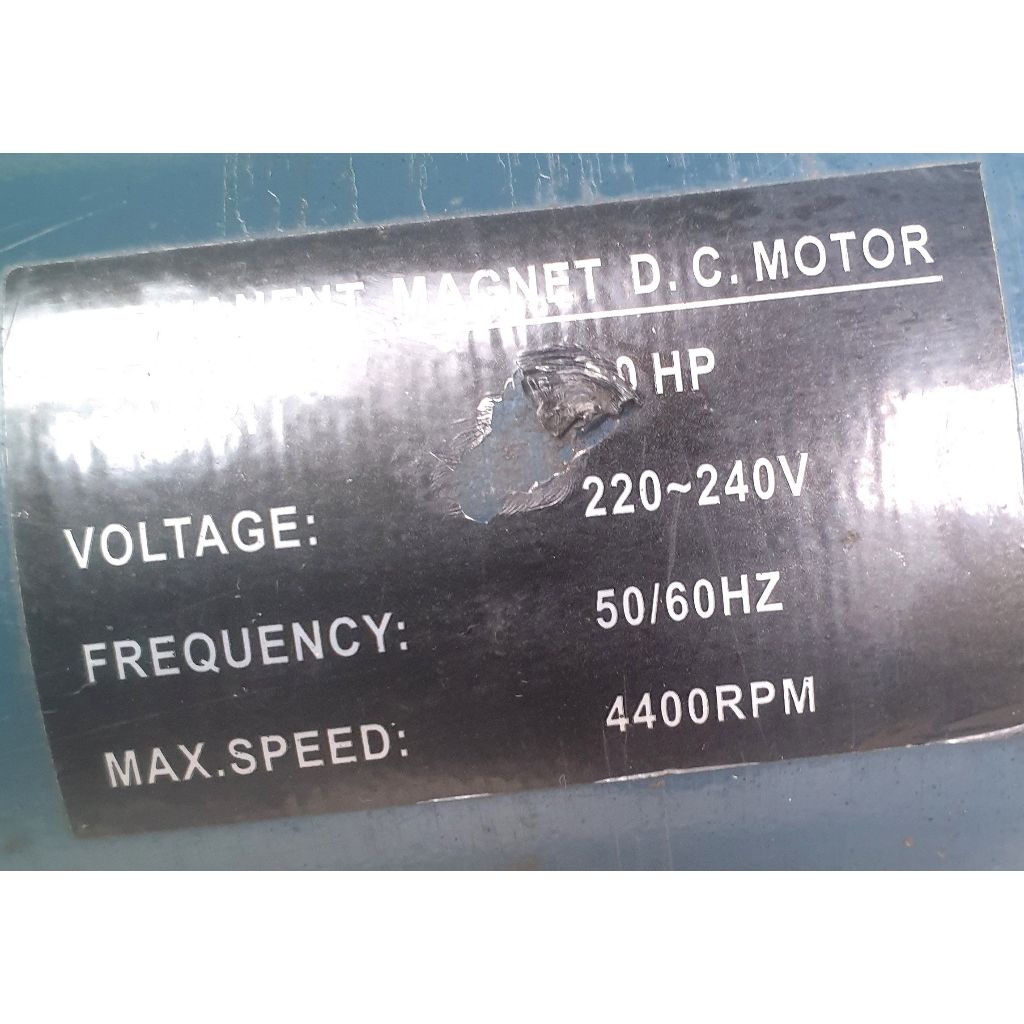 MAGNET D. C. MOTOR
HP
VOLTAGE: 220~240V
FREQUENCY: 50/60HZ
MAX.SPEED: 4400RPM